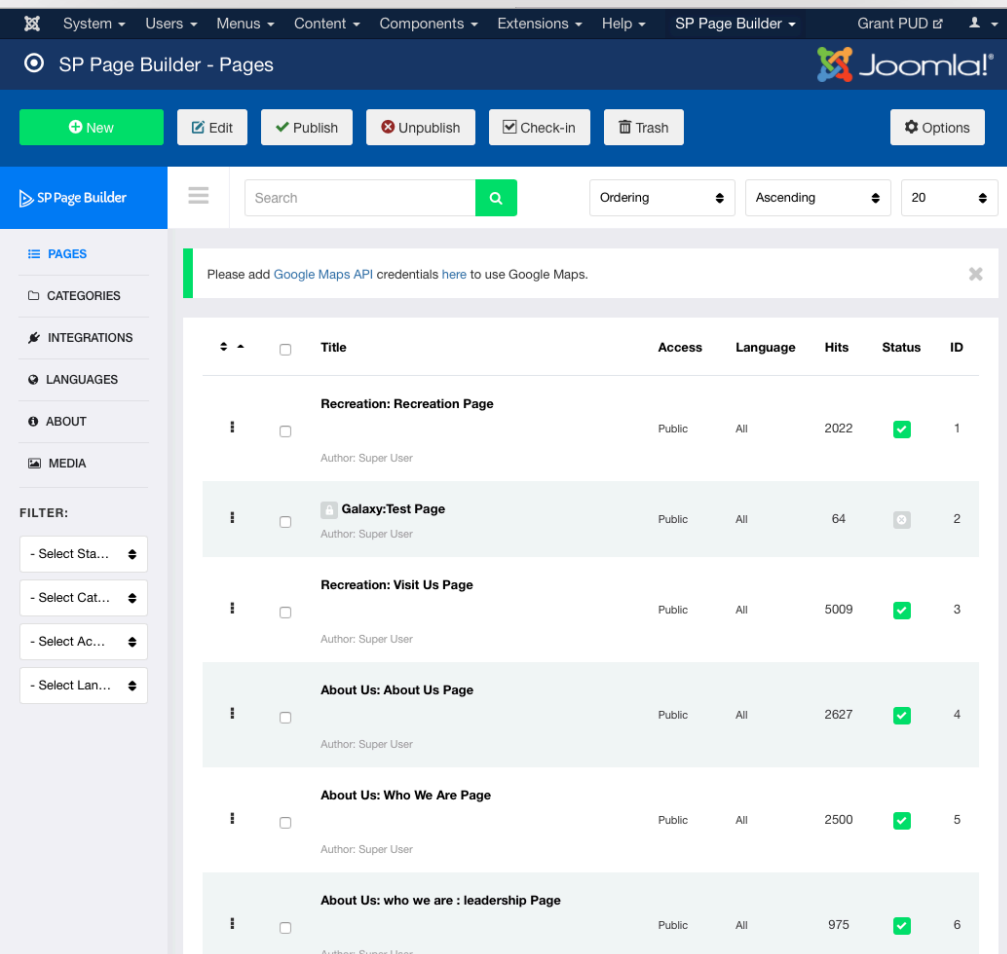 System Users Menus Content Components Extensions Help SP Page Builder Grant PUD
SP Page Builder - Pages Joomla!®
New Edit Publish Unpublish Check-in Trash Options
SP Page Builder Search Ordering Ascending 20
PAGES
CATEGORIES
INTEGRATIONS
LANGUAGES
ABOUT
MEDIA
FILTER:
- Select Sta...
- Select Cat...
- Select Ac...
- Select Lan...
Please add Google Maps API credentials here to use Google Maps.
Title Access Language Hits Status ID
Recreation: Recreation Page
Public All 2022 1
Author: Super User
Galaxy:Test Page
Public All 64 2
Author: Super User
Recreation: Visit Us Page
Public All 5009 3
Author: Super User
About Us: About Us Page
Public All 2627 4
Author: Super User
About Us: Who We Are Page
Public All 2500 5
Author: Super User
About Us: who we are : leadership Page
Public All 975 6
Author: Super User